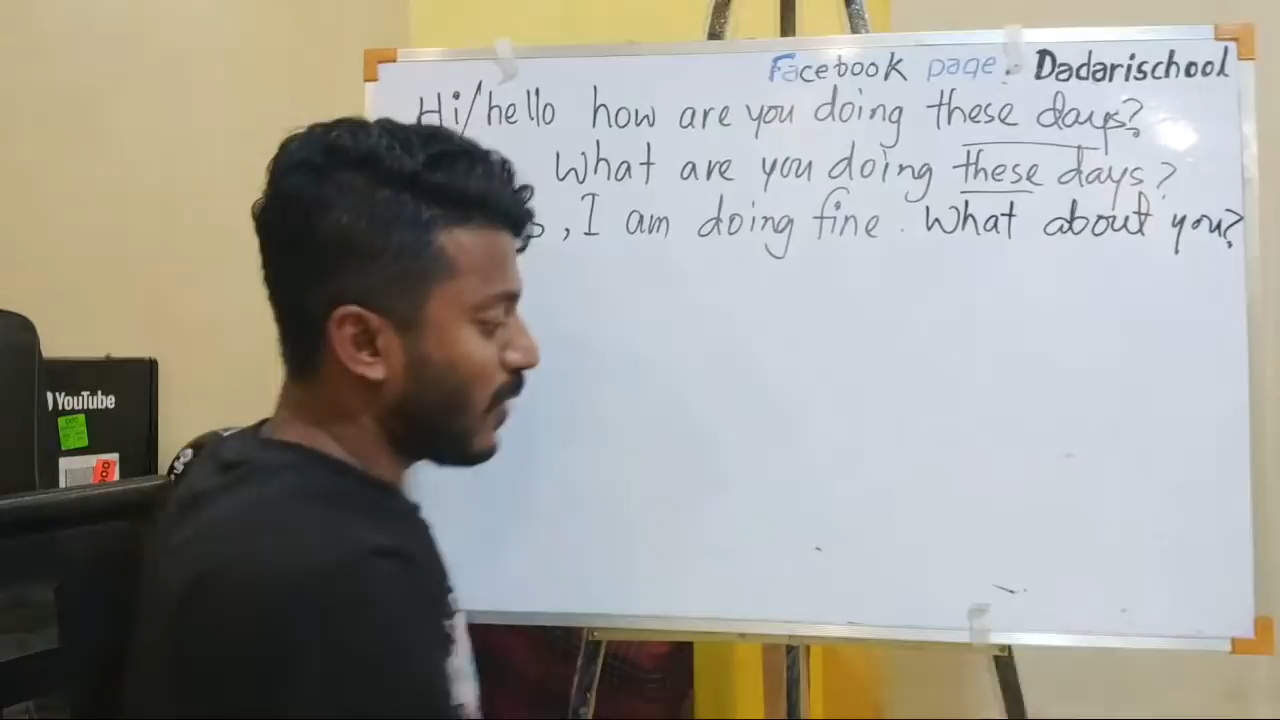 Facebook page. Dadarischool
Hi/hello how are you doing these days?
What are you doing these days?
, I am doing fine. What about you?
YouTube